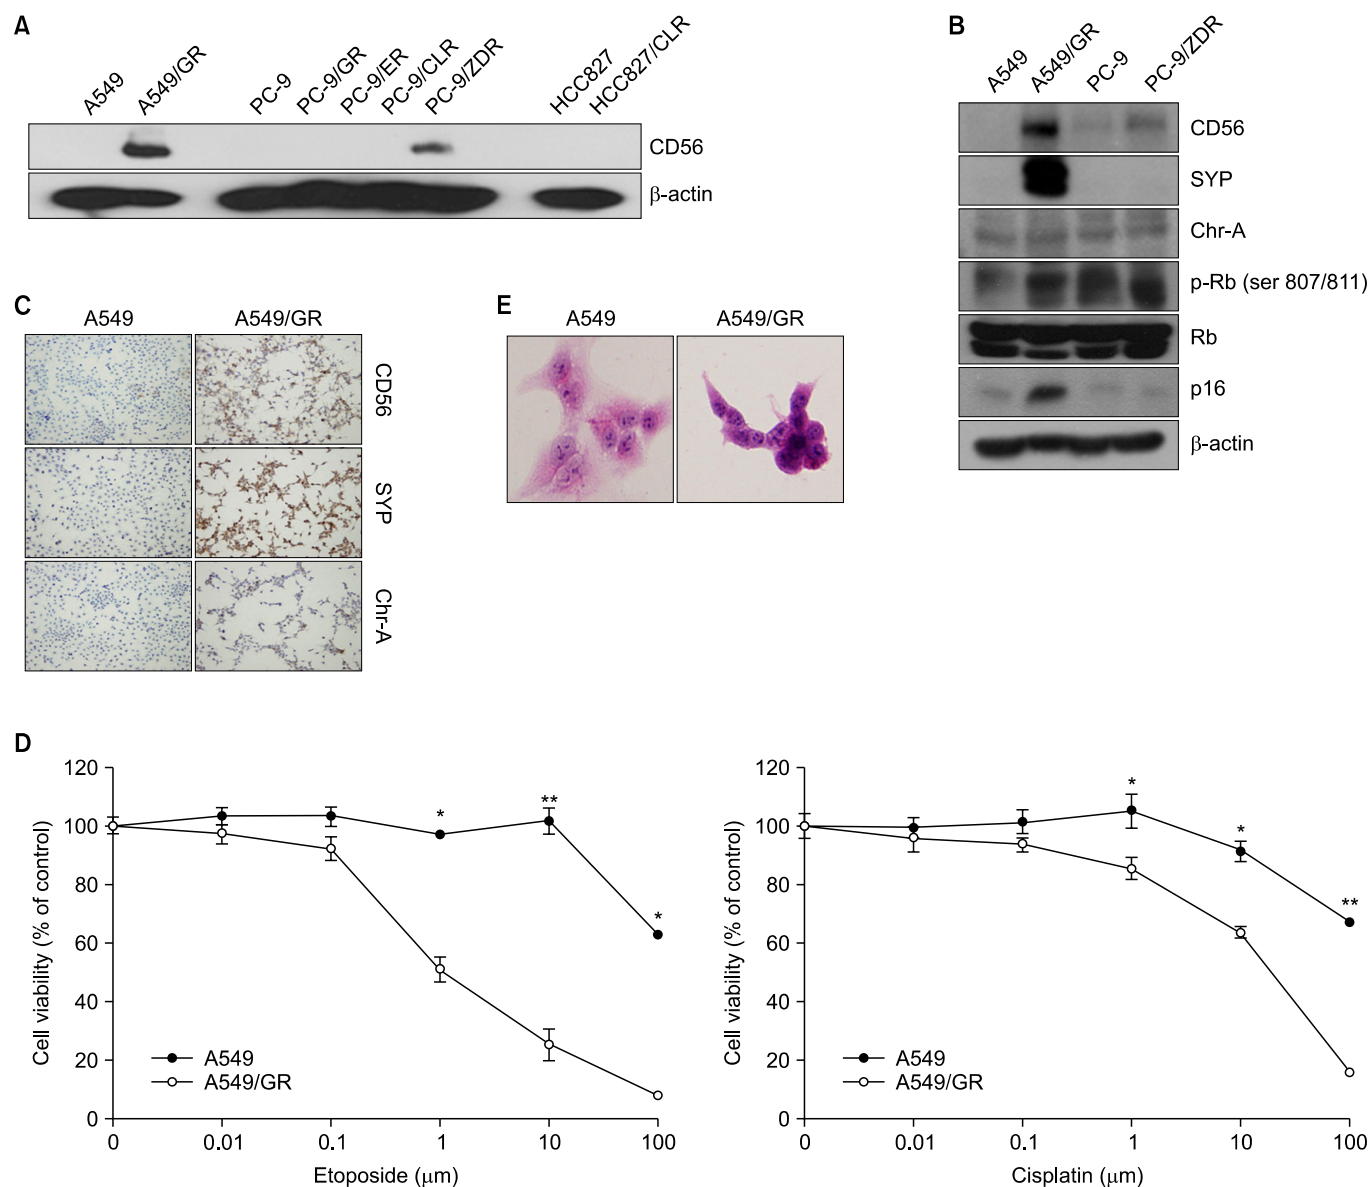 A
A549
A549/GR
PC-9
PC-9/GR
PC-9/ER
PC-9/CLR
PC-9/ZDR
HCC827
HCC827/CLR
CD56
β-actin
B
A549
A549/GR
PC-9
PC-9/ZDR
CD56
SYP
Chr-A
p-Rb (ser 807/811)
Rb
p16
β-actin
C
A549
A549/GR
CD56
SYP
Chr-A
E
A549
A549/GR
D
Cell viability (% of control)
120
100
80
60
40
20
0
* ** *
A549
A549/GR
0 0.01 0.1 1 10 100
Etoposide (μm)
Cell viability (% of control)
120
100
80
60
40
20
0
* * **
A549
A549/GR
0 0.01 0.1 1 10 100
Cisplatin (μm)